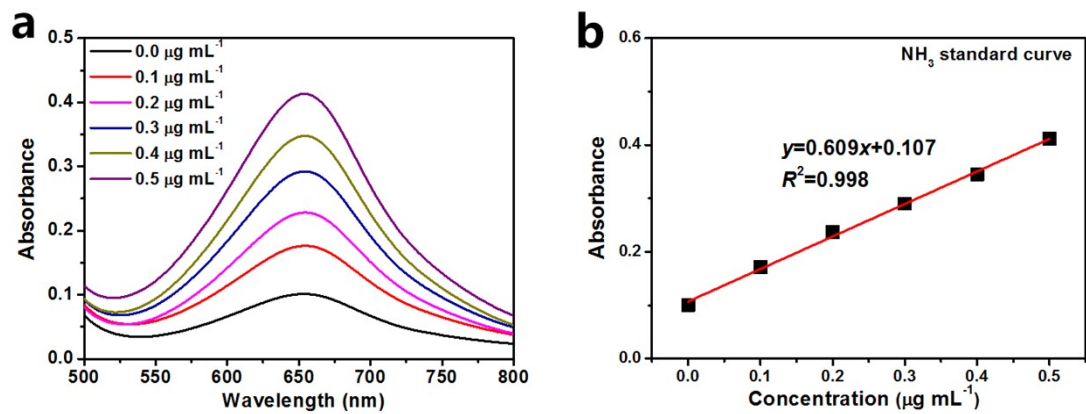 a
0.5
0.4
0.3
0.2
0.1
0.0
Absorbance
0.0 μg mL⁻¹
0.1 μg mL⁻¹
0.2 μg mL⁻¹
0.3 μg mL⁻¹
0.4 μg mL⁻¹
0.5 μg mL⁻¹
500 550 600 650 700 750 800
Wavelength (nm)
b
0.6
0.4
0.2
0.0
Absorbance
NH₃ standard curve
y=0.609x+0.107
R²=0.998
0.0 0.1 0.2 0.3 0.4 0.5
Concentration (μg mL⁻¹)